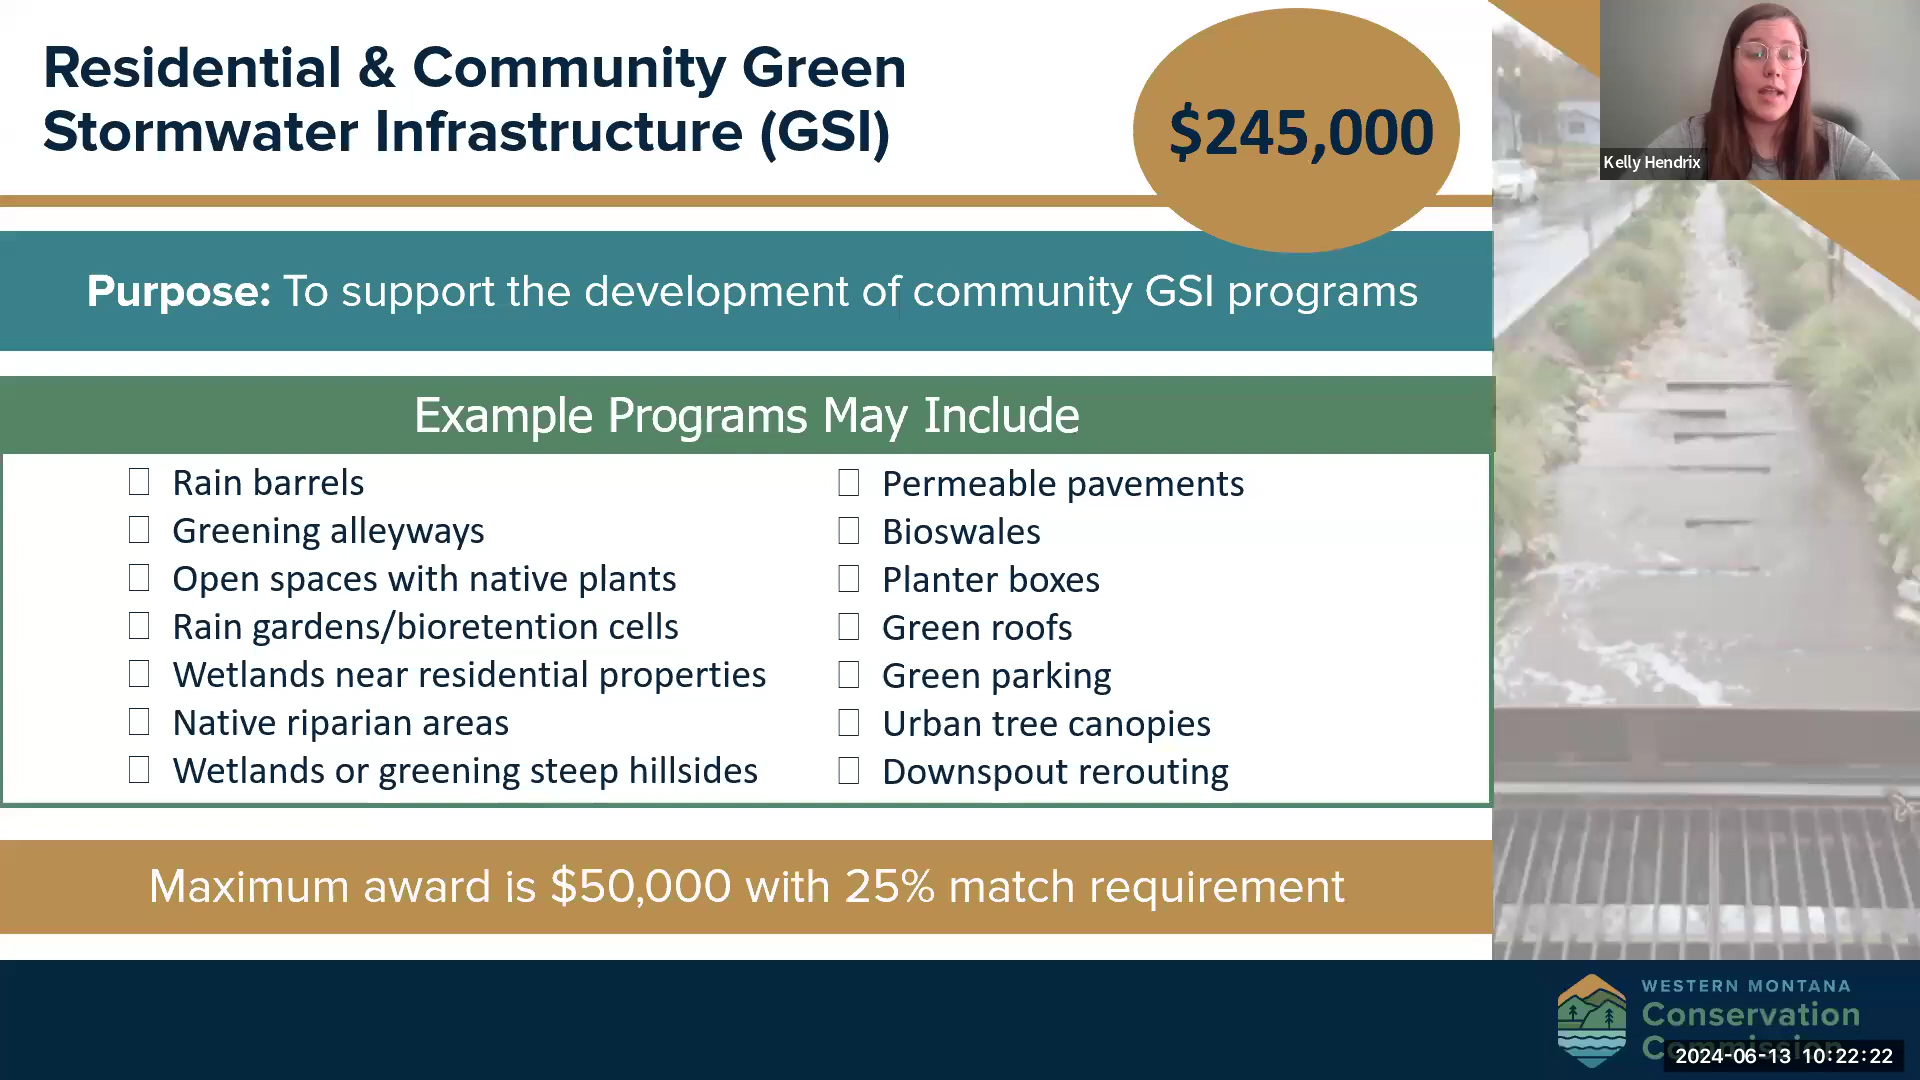 Residential & Community Green
Stormwater Infrastructure (GSI)
$245,000
Kelly Hendrix
Purpose: To support the development of community GSI programs
Example Programs May Include
Rain barrels
Greening alleyways
Open spaces with native plants
Rain gardens/bioretention cells
Wetlands near residential properties
Native riparian areas
Wetlands or greening steep hillsides
Permeable pavements
Bioswales
Planter boxes
Green roofs
Green parking
Urban tree canopies
Downspout rerouting
Maximum award is $50,000 with 25% match requirement
WESTERN MONTANA
Conservation
Commission
2024-06-13 10:22:22